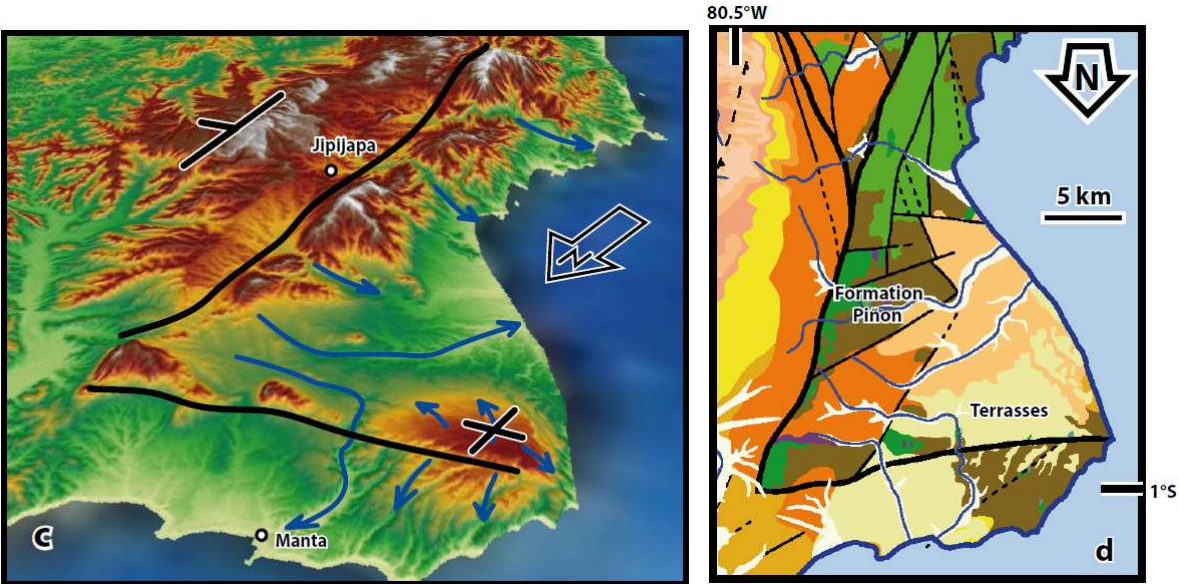 80.5°W
Jipijapa
N
c
Manta
N
5 km
Formation
Piñon
Terrasses
1°S
d